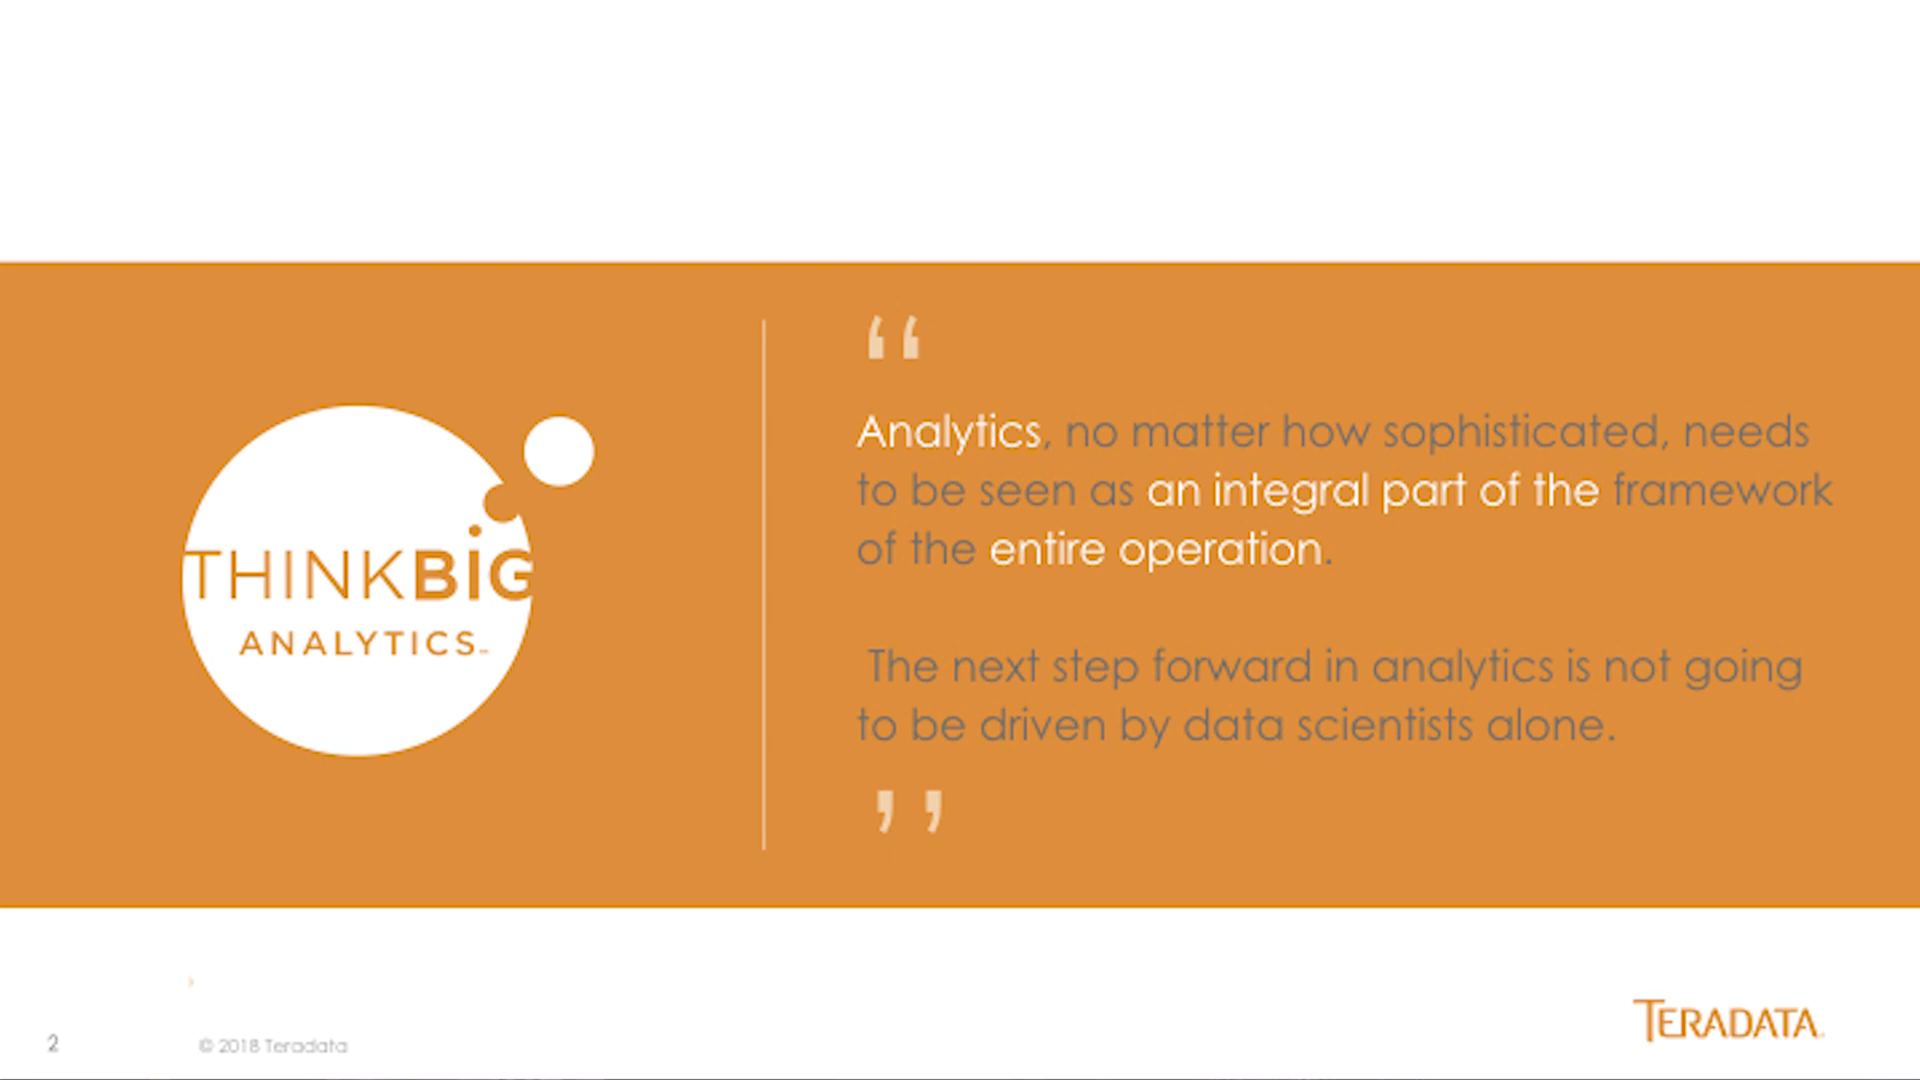 “
Analytics, no matter how sophisticated, needs
to be seen as an integral part of the framework
of the entire operation.
The next step forward in analytics is not going
to be driven by data scientists alone.
”
THINKBiG
ANALYTICS™
2
© 2018 Teradata
TERADATA.